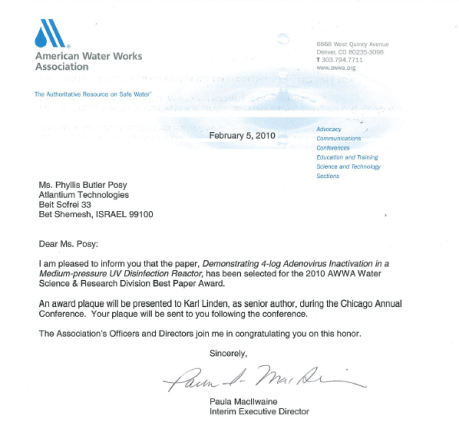 American Water Works
Association
6666 West Quincy Avenue
Denver, CO 80235-3098
T 303.794.7711
www.awwa.org
The Authoritative Resource on Safe Water
February 5, 2010
Advocacy
Communications
Conferences
Education and Training
Science and Technology
Sections
Ms. Phyllis Butler Posy
Atlantium Technologies
Beit Sofrei 33
Bet Shemesh, ISRAEL 99100
Dear Ms. Posy:
I am pleased to inform you that the paper, Demonstrating 4-log Adenovirus Inactivation in a
Medium-pressure UV Disinfection Reactor, has been selected for the 2010 AWWA Water
Science & Research Division Best Paper Award.
An award plaque will be presented to Karl Linden, as senior author, during the Chicago Annual
Conference. Your plaque will be sent to you following the conference.
The Association's Officers and Directors join me in congratulating you on this honor.
Sincerely,
Paula MacIlwaine
Interim Executive Director